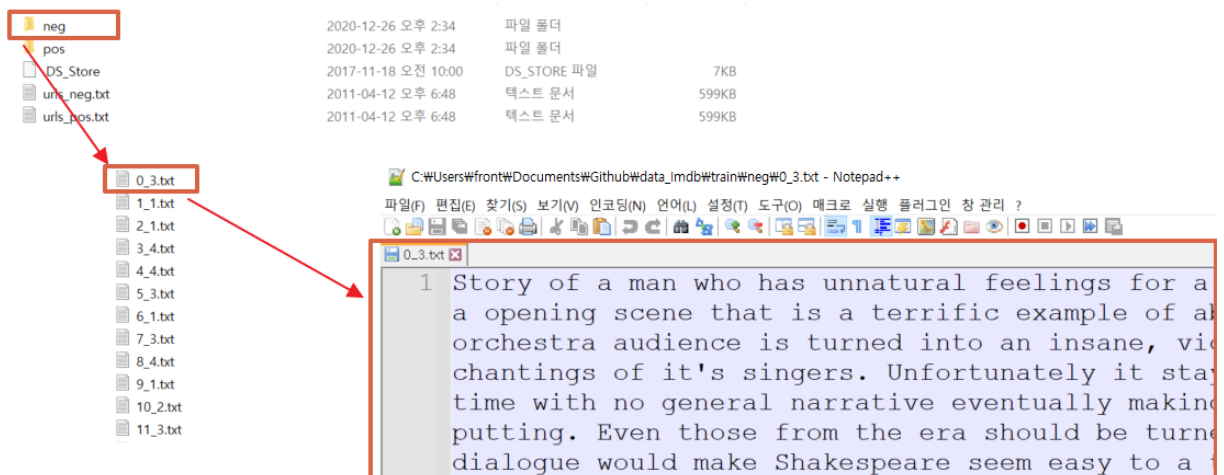 neg 2020-12-26 오후 2:34 파일 폴더
pos 2020-12-26 오후 2:34 파일 폴더
.DS_Store 2017-11-18 오전 10:00 DS_STORE 파일 7KB
urls_neg.txt 2011-04-12 오후 6:48 텍스트 문서 599KB
urls_pos.txt 2011-04-12 오후 6:48 텍스트 문서 599KB
0_3.txt
1_1.txt
2_1.txt
3_4.txt
4_4.txt
5_3.txt
6_1.txt
7_3.txt
8_4.txt
9_1.txt
10_2.txt
11_3.txt
C:₩Users₩front₩Documents₩Github₩data_Imdb₩train₩neg₩0_3.txt - Notepad++
파일(F) 편집(E) 찾기(S) 보기(V) 인코딩(N) 언어(L) 설정(T) 도구(O) 매크로 실행 플러그인 창 관리 ?
0_3.txt
1 Story of a man who has unnatural feelings for a
a opening scene that is a terrific example of
orchestra audience is turned into an insane,
chantings of it's singers. Unfortunately it
time with no general narrative eventually
putting. Even those from the era should be
dialogue would make Shakespeare seem easy to a